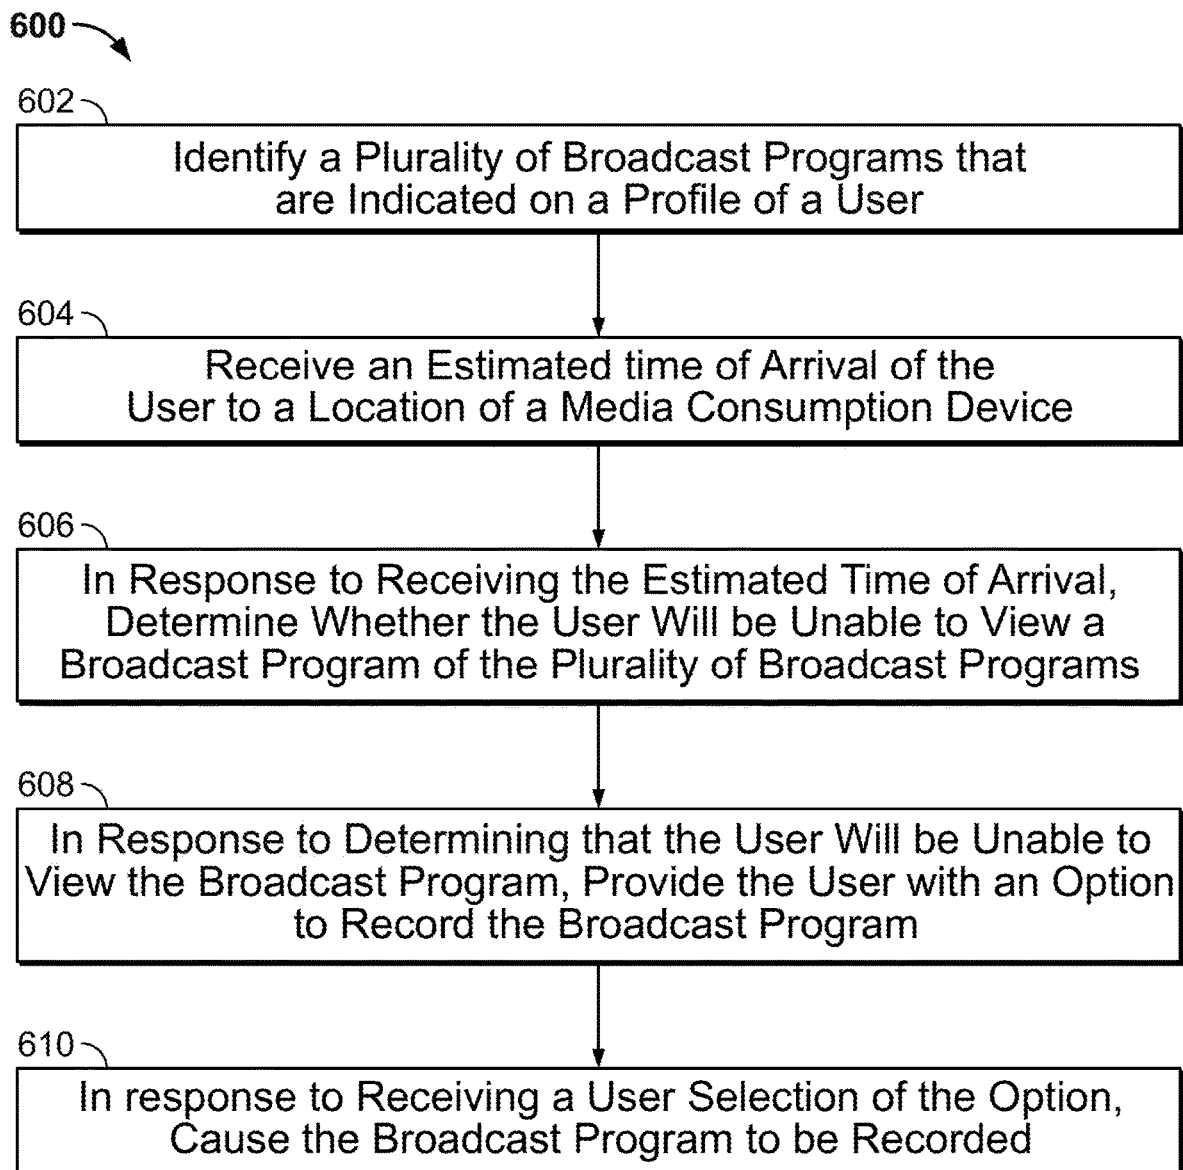 600
602
Identify a Plurality of Broadcast Programs that
are Indicated on a Profile of a User
604
Receive an Estimated time of Arrival of the
User to a Location of a Media Consumption Device
606
In Response to Receiving the Estimated Time of Arrival,
Determine Whether the User Will be Unable to View a
Broadcast Program of the Plurality of Broadcast Programs
608
In Response to Determining that the User Will be Unable to
View the Broadcast Program, Provide the User with an Option
to Record the Broadcast Program
610
In response to Receiving a User Selection of the Option,
Cause the Broadcast Program to be Recorded